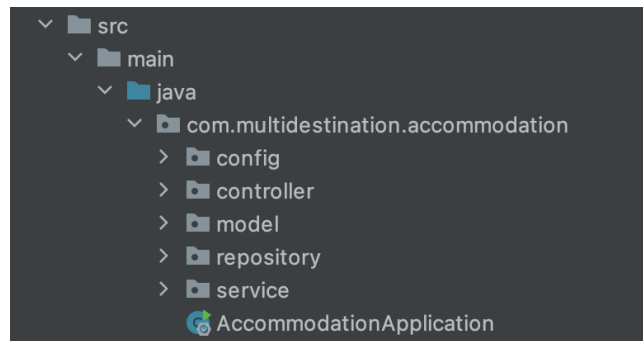 src
main
java
com.multidestination.accommodation
config
controller
model
repository
service
AccommodationApplication